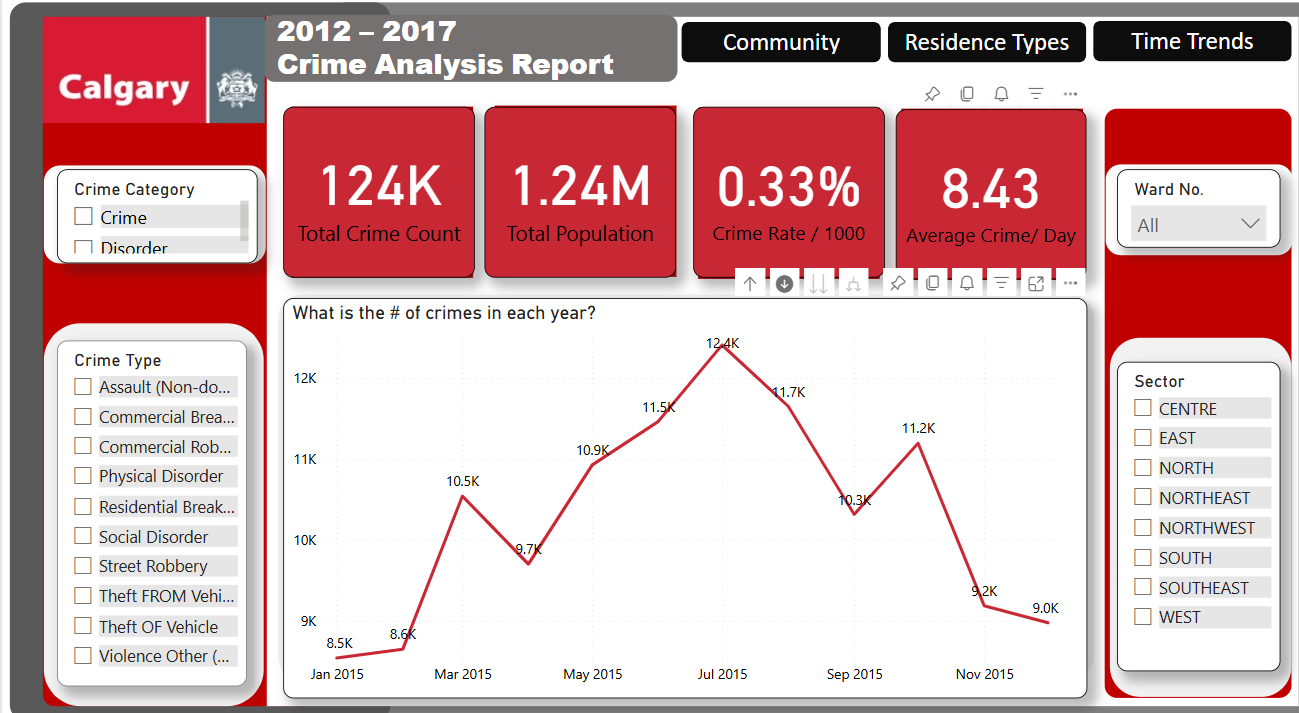 Calgary
2012 – 2017
Crime Analysis Report
Community
Residence Types
Time Trends
124K
Total Crime Count
1.24M
Total Population
0.33%
Crime Rate / 1000
8.43
Average Crime/ Day
Crime Category
Crime
Disorder
Ward No.
All
Crime Type
Assault (Non-do...
Commercial Brea...
Commercial Rob...
Physical Disorder
Residential Break...
Social Disorder
Street Robbery
Theft FROM Vehi...
Theft OF Vehicle
Violence Other (...
What is the # of crimes in each year?
12K
11K
10K
9K
8.5K
8.6K
10.5K
9.7K
10.9K
11.5K
12.4K
11.7K
10.3K
11.2K
9.2K
9.0K
Jan 2015
Mar 2015
May 2015
Jul 2015
Sep 2015
Nov 2015
Sector
CENTRE
EAST
NORTH
NORTHEAST
NORTHWEST
SOUTH
SOUTHEAST
WEST